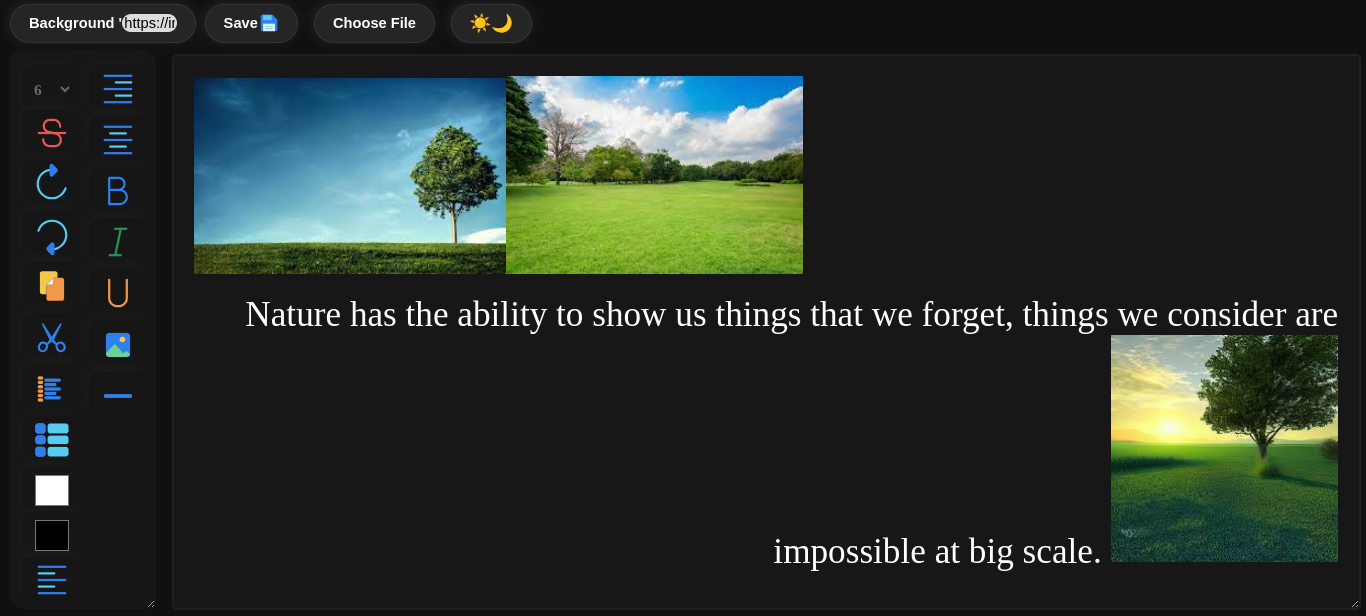 Background '
https://i
Save
Choose File
6
S
B
I
U
Nature has the ability to show us things that we forget, things we consider are
impossible at big scale.